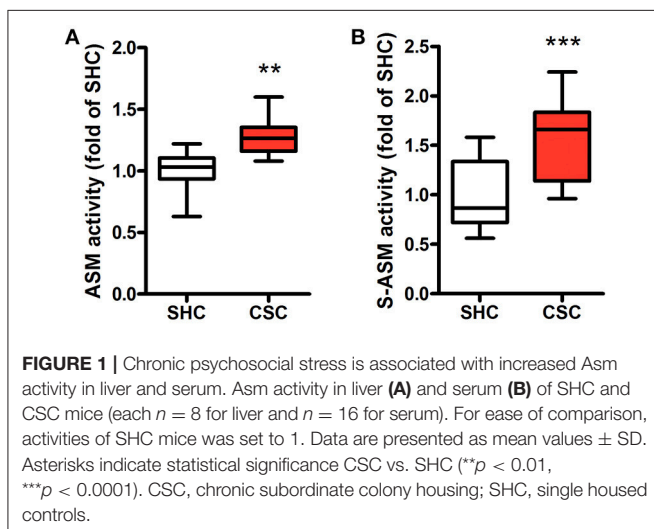 A
B
ASM activity (fold of SHC)
2.0
1.5
1.0
0.5
0.0
**
SHC
CSC
S-ASM activity (fold of SHC)
2.5
2.0
1.5
1.0
0.5
0.0
***
SHC
CSC
FIGURE 1 | Chronic psychosocial stress is associated with increased Asm
activity in liver and serum. Asm activity in liver (A) and serum (B) of SHC and
CSC mice (each n = 8 for liver and n = 16 for serum). For ease of comparison,
activities of SHC mice was set to 1. Data are presented as mean values ± SD.
Asterisks indicate statistical significance CSC vs. SHC (**p < 0.01,
***p < 0.0001). CSC, chronic subordinate colony housing; SHC, single housed
controls.